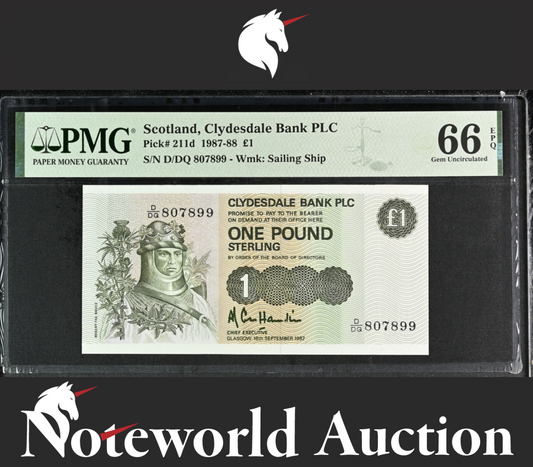 PMG
PAPER MONEY GUARANTY
Scotland, Clydesdale Bank PLC
Pick# 211d 1987-88 £1
S/N D/DQ 807899 - Wmk: Sailing Ship
66 EPQ
Gem Uncirculated
D/DQ 807899
CLYDESDALE BANK PLC
PROMISE TO PAY TO THE BEARER
ON DEMAND AT THEIR OFFICE HERE
ONE POUND
STERLING
BY ORDER OF THE BOARD OF DIRECTORS
£1
1
CHIEF EXECUTIVE
GLASGOW, 16TH SEPTEMBER 1987
D/DQ 807899
ROBERT THE BRUCE
Noteworld Auction